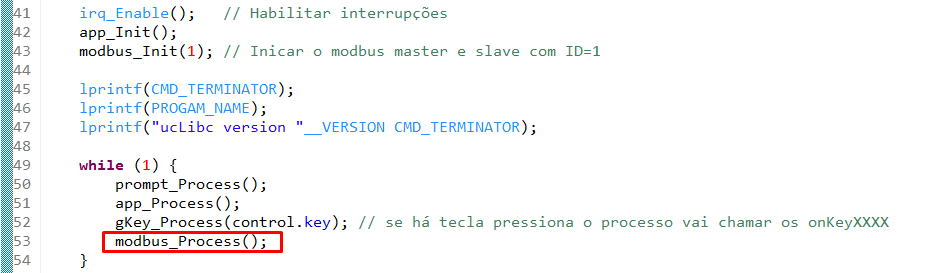 41 irq_Enable(); // Habilitar interrupções
42 app_Init();
43 modbus_Init(1); // Inicar o modbus master e slave com ID=1
44
45 lprintf(CMD_TERMINATOR);
46 lprintf(PROGAM_NAME);
47 lprintf("ucLibc version "__VERSION CMD_TERMINATOR);
48
49 while (1) {
50 prompt_Process();
51 app_Process();
52 gKey_Process(control.key); // se há tecla pressiona o processo vai chamar os onKeyXXXX
53 modbus_Process();
54 }